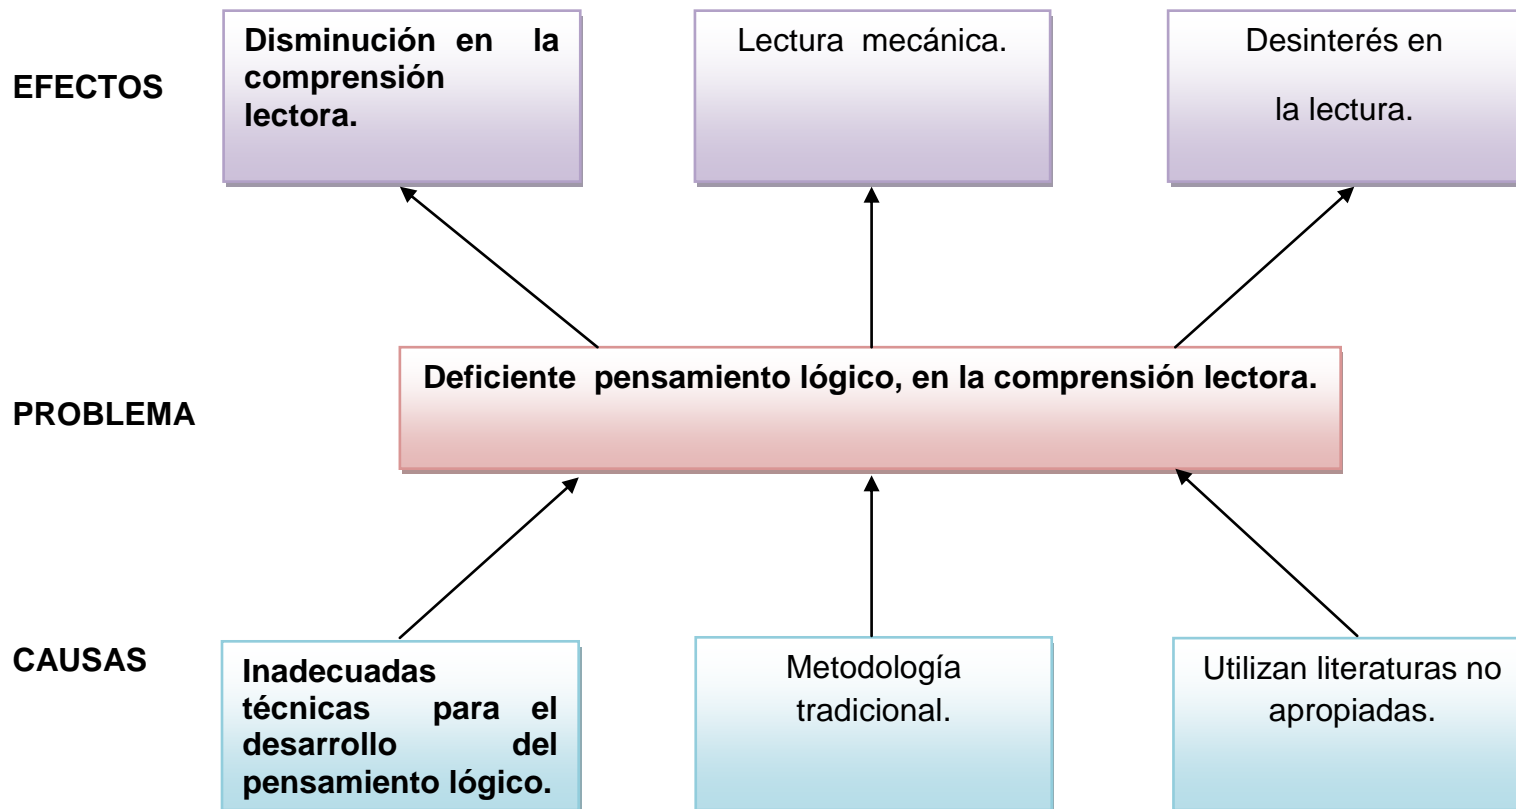 EFECTOS
Disminución en la
comprensión
lectora.
Lectura mecánica.
Desinterés en
la lectura.
PROBLEMA
Deficiente pensamiento lógico, en la comprensión lectora.
CAUSAS
Inadecuadas
técnicas para el
desarrollo del
pensamiento lógico.
Metodología
tradicional.
Utilizan literaturas no
apropiadas.